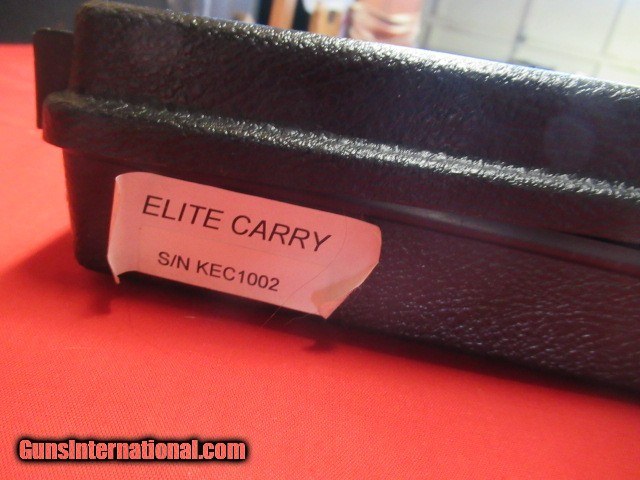 ELITE CARRY
S/N KEC1002
GunsInternational.com